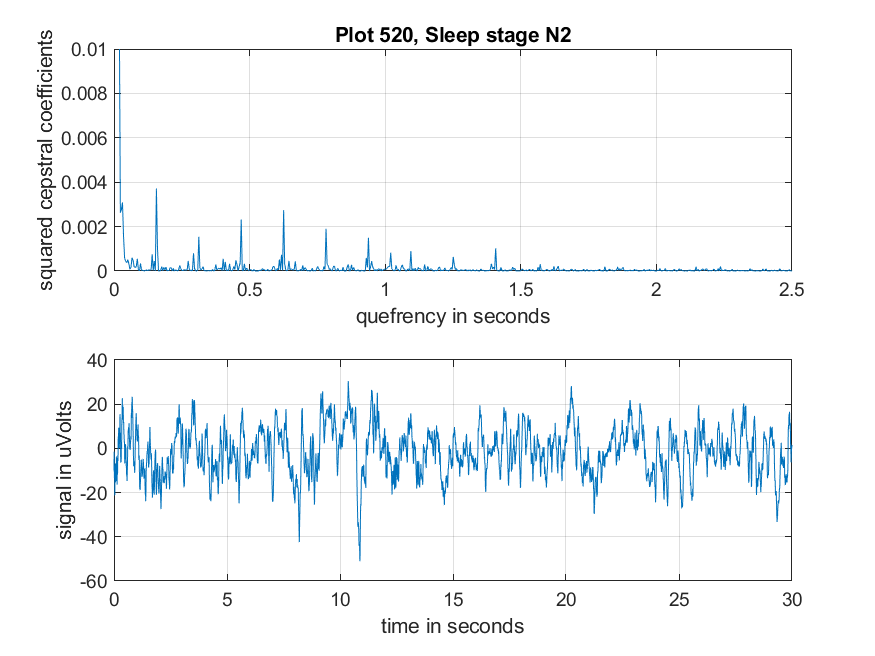 Plot 520, Sleep stage N2
squared cepstral coefficients
0.01
0.008
0.006
0.004
0.002
0
0 0.5 1 1.5 2 2.5
quefrency in seconds
signal in uVolts
40
20
0
-20
-40
-60
0 5 10 15 20 25 30
time in seconds